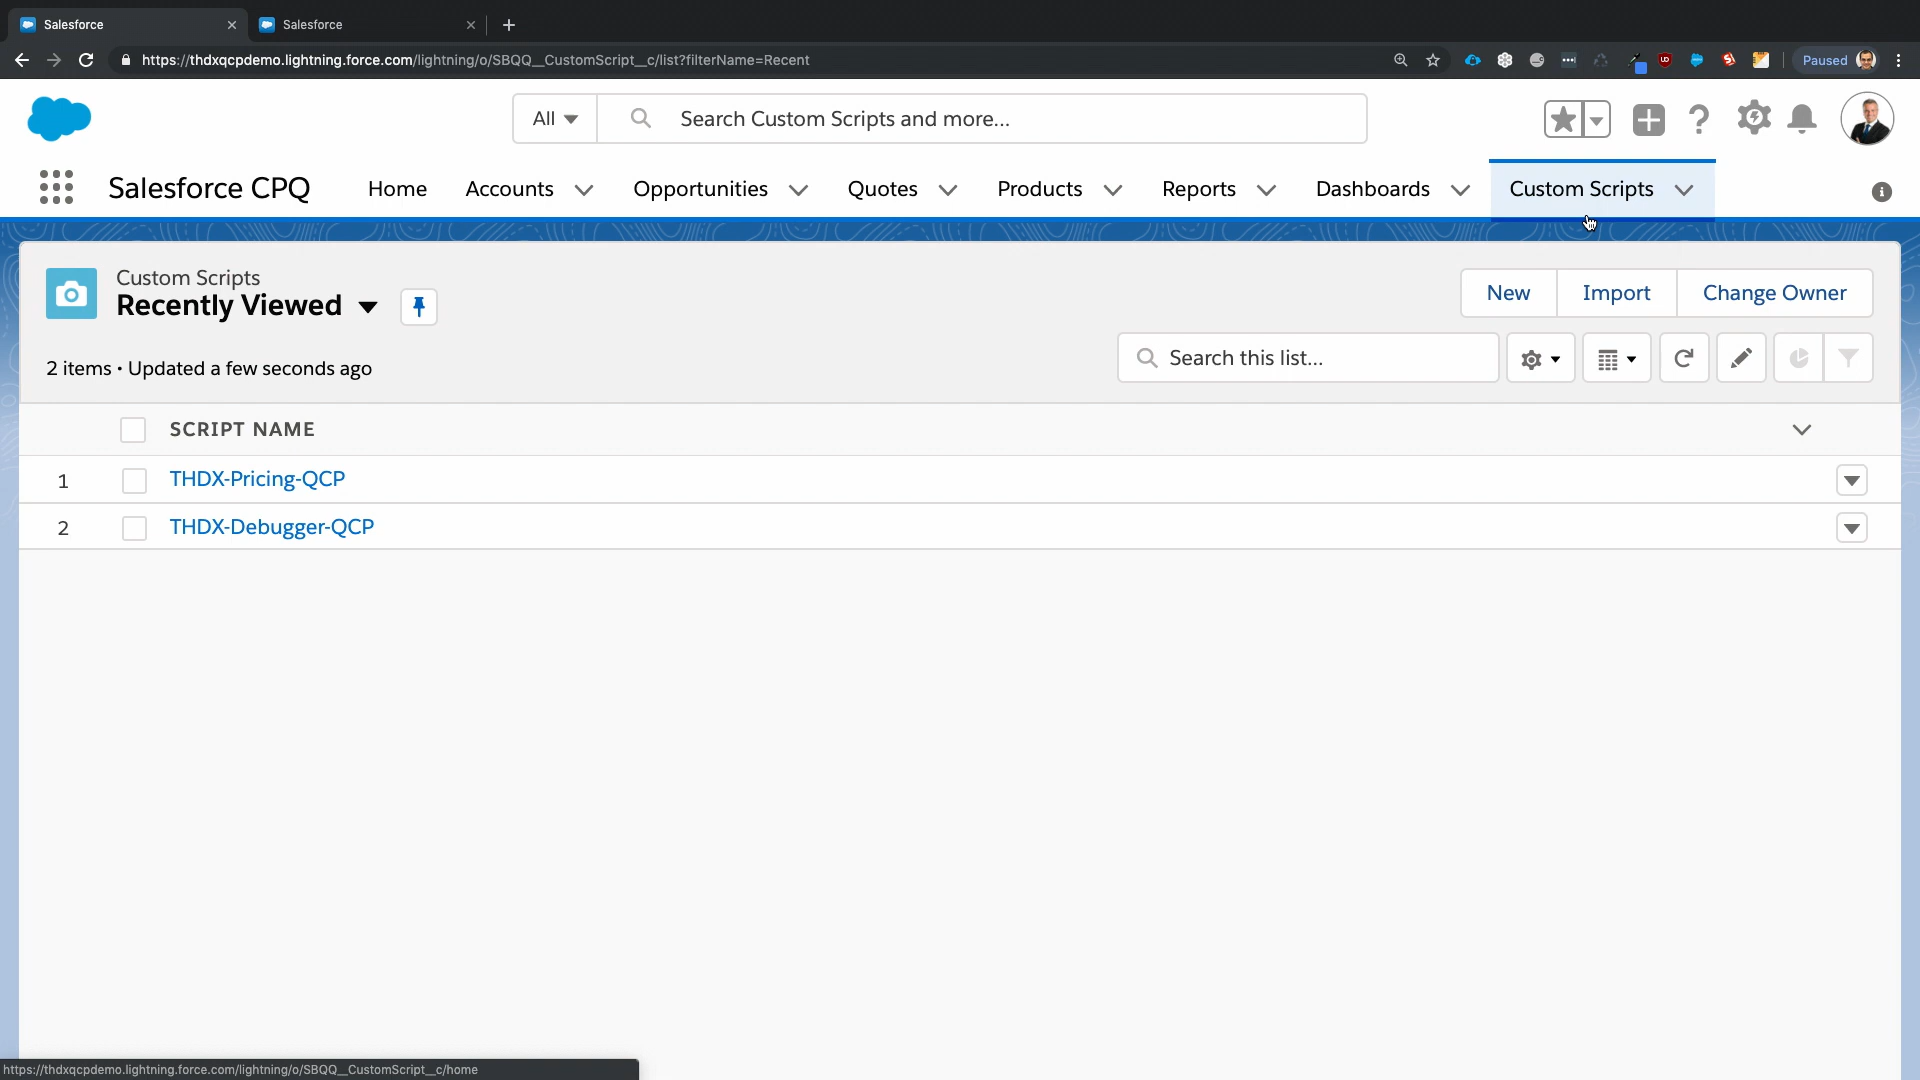 Salesforce
Salesforce
https://thdxqcpdemo.lightning.force.com/lightning/o/SBQQ__CustomScript__c/list?filterName=Recent
Paused
All
Search Custom Scripts and more...
Salesforce CPQ
Home
Accounts
Opportunities
Quotes
Products
Reports
Dashboards
Custom Scripts
Custom Scripts
Recently Viewed
New
Import
Change Owner
2 items • Updated a few seconds ago
Search this list...
SCRIPT NAME
1
THDX-Pricing-QCP
2
THDX-Debugger-QCP
https://thdxqcpdemo.lightning.force.com/lightning/o/SBQQ__CustomScript__c/home